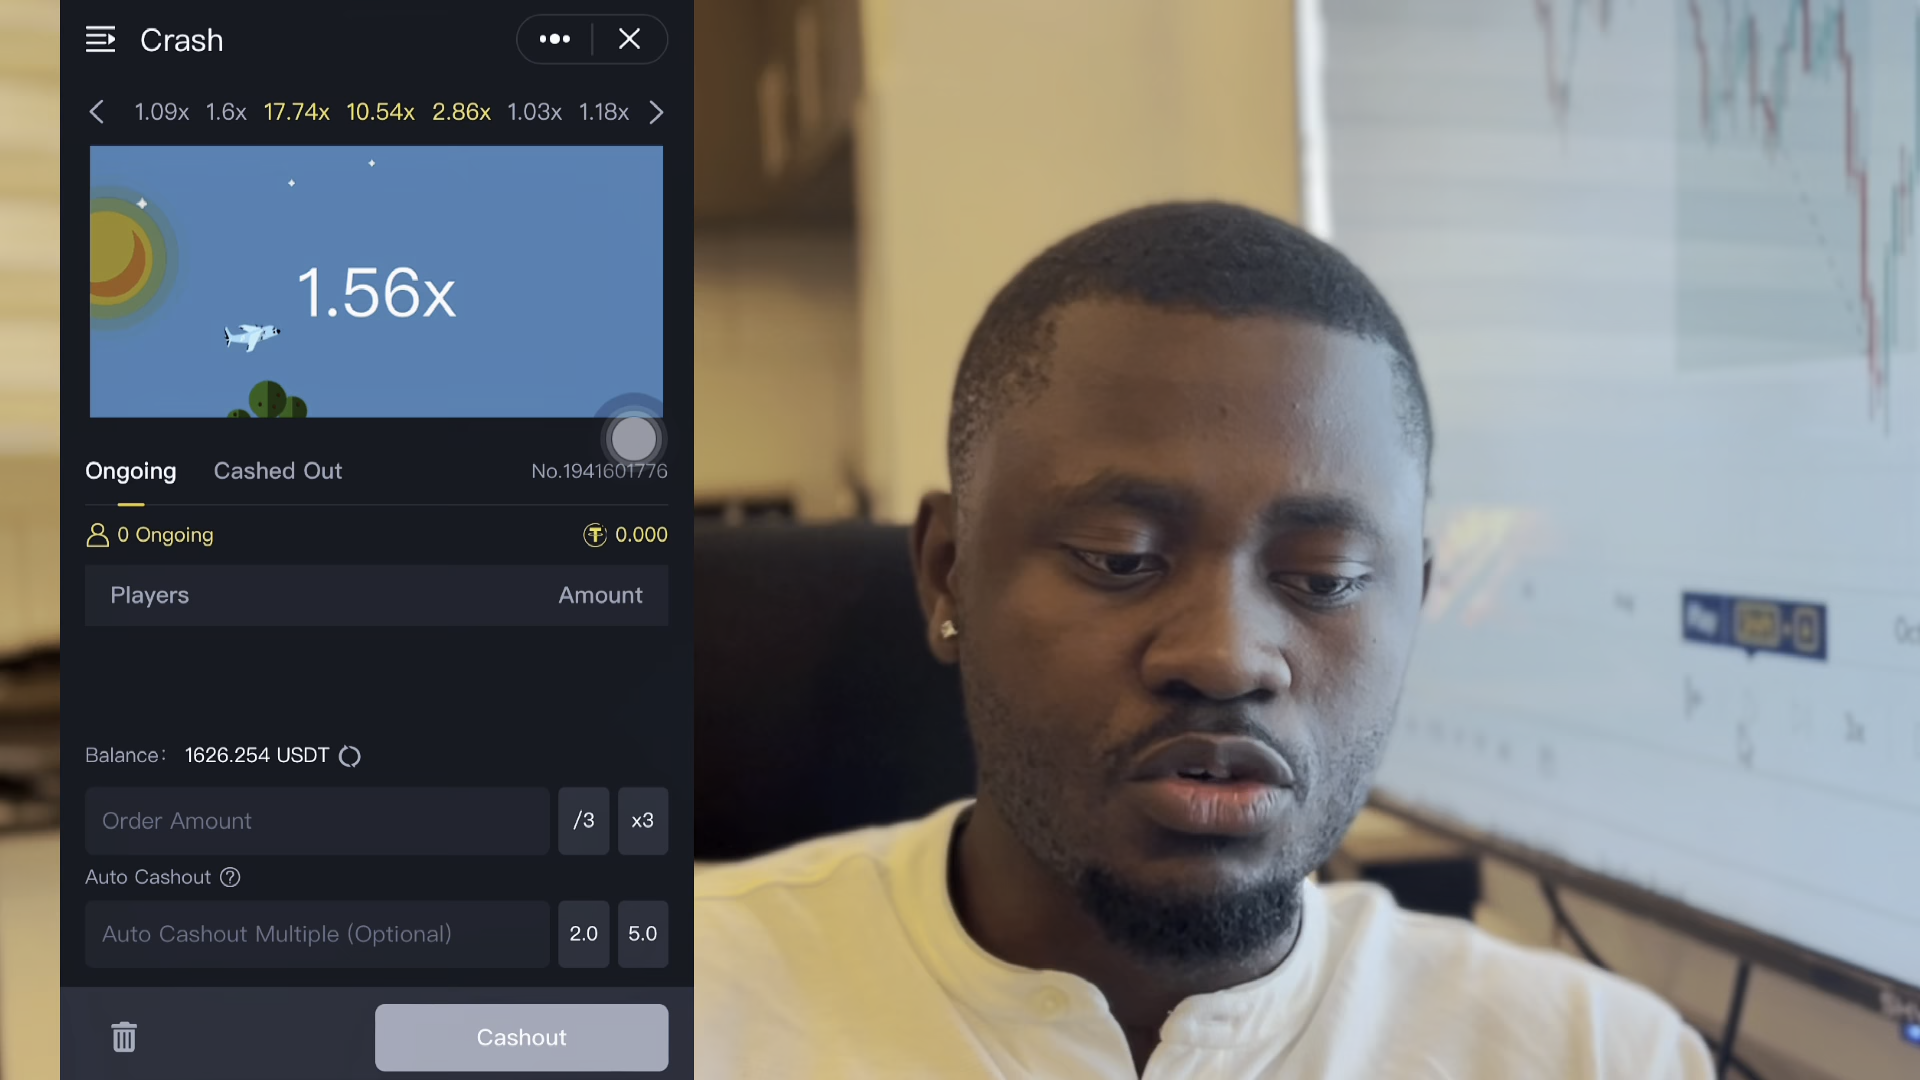 Crash
1.09x 1.6x 17.74x 10.54x 2.86x 1.03x 1.18x
1.56x
Ongoing Cashed Out No.1941601776
0 Ongoing 0.000
Players Amount
Balance: 1626.254 USDT
Order Amount /3 x3
Auto Cashout ?
Auto Cashout Multiple (Optional) 2.0 5.0
Cashout